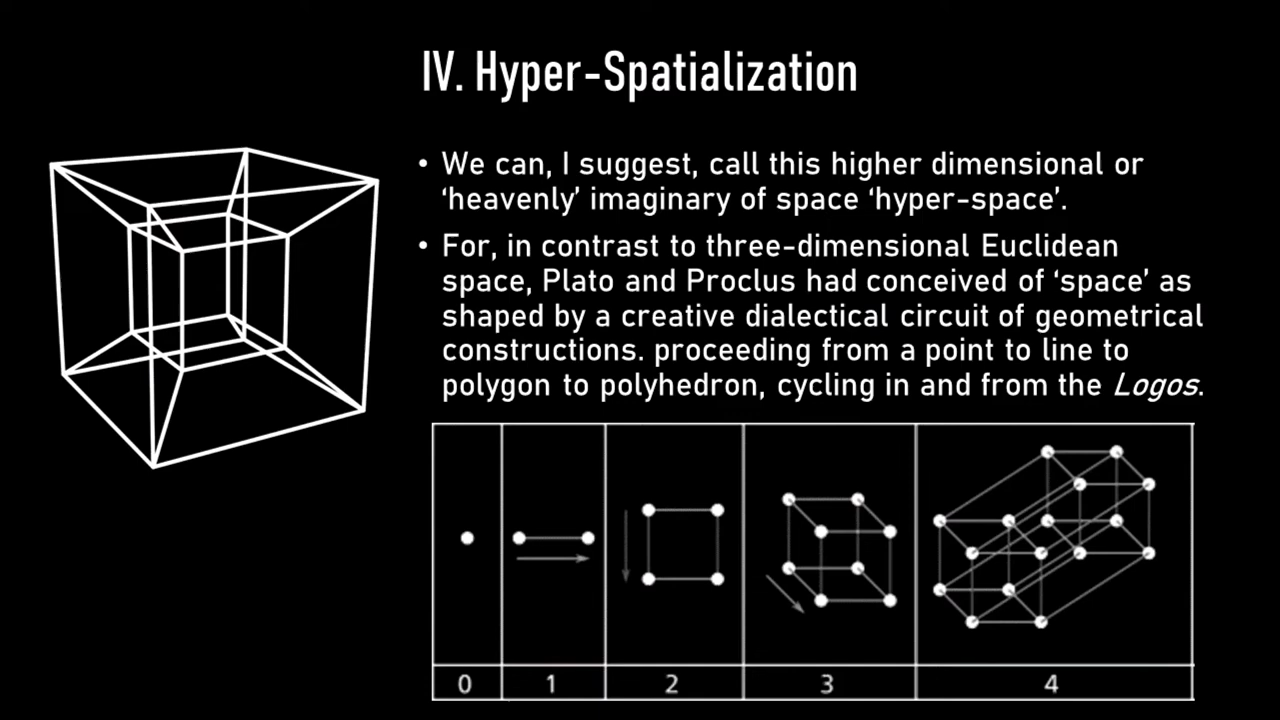 IV. Hyper-Spatialization
• We can, I suggest, call this higher dimensional or
‘heavenly’ imaginary of space ‘hyper-space’.
• For, in contrast to three-dimensional Euclidean
space, Plato and Proclus had conceived of ‘space’ as
shaped by a creative dialectical circuit of geometrical
constructions. proceeding from a point to line to
polygon to polyhedron, cycling in and from the Logos.
0 1 2 3 4